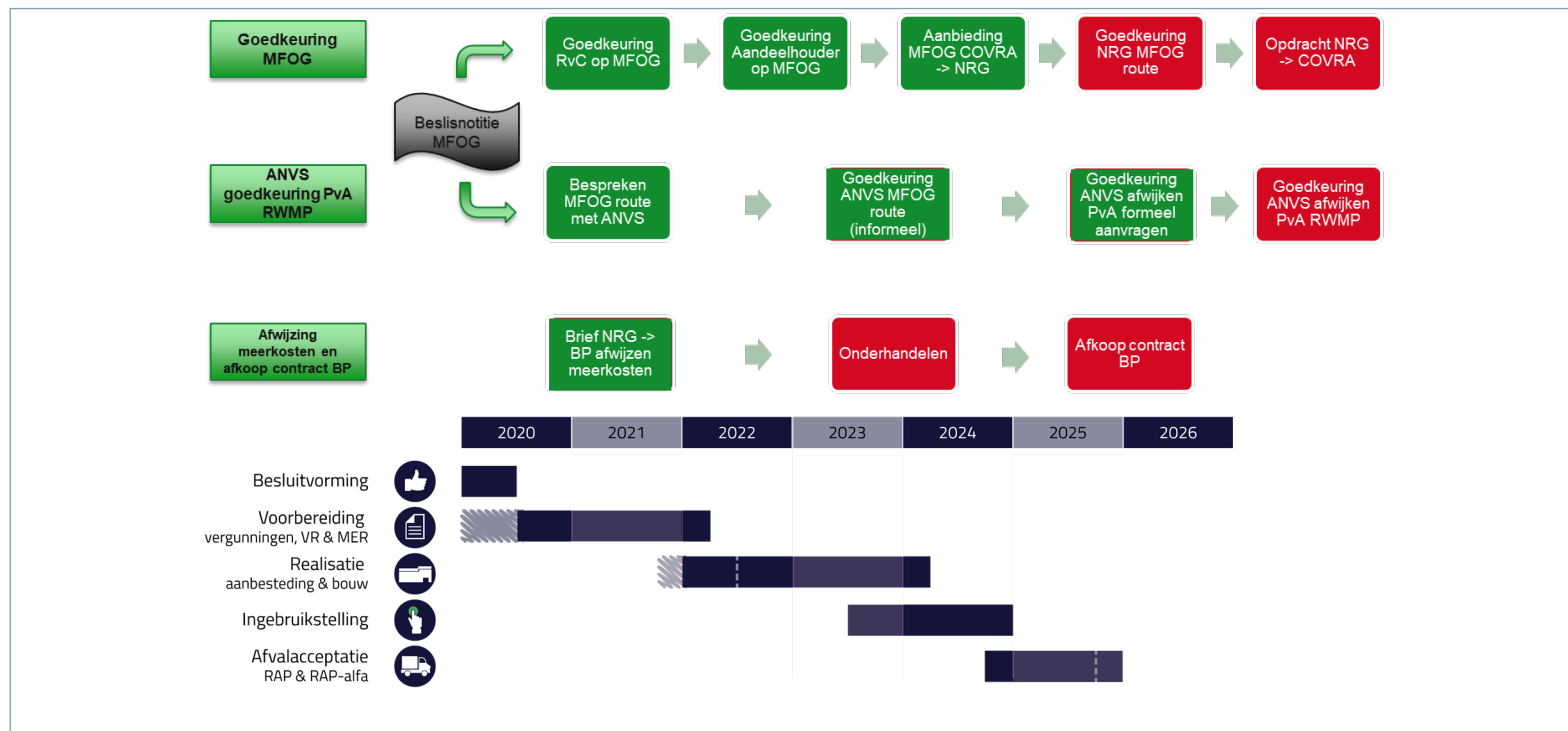 Goedkeuring
MFOG
Goedkeuring
RvC op MFOG
Goedkeuring
Aandeelhouder
op MFOG
Aanbieding
MFOG COVRA
-> NRG
Goedkeuring
NRG MFOG
route
Opdracht NRG
-> COVRA
Beslisnotitie
MFOG
ANVS
goedkeuring PvA
RWMP
Bespreken
MFOG route
met ANVS
Goedkeuring
ANVS MFOG
route
(informeel)
Goedkeuring
ANVS afwijken
PvA formeel
aanvragen
Goedkeuring
ANVS afwijken
PvA RWMP
Afwijzing
meerkosten en
afkoop contract BP
Brief NRG ->
BP afwijzen
meerkosten
Onderhandelen
Afkoop contract
BP
2020 2021 2022 2023 2024 2025 2026
Besluitvorming
Voorbereiding
vergunningen, VR & MER
Realisatie
aanbesteding & bouw
Ingebruikstelling
Afvalacceptatie
RAP & RAP-alfa